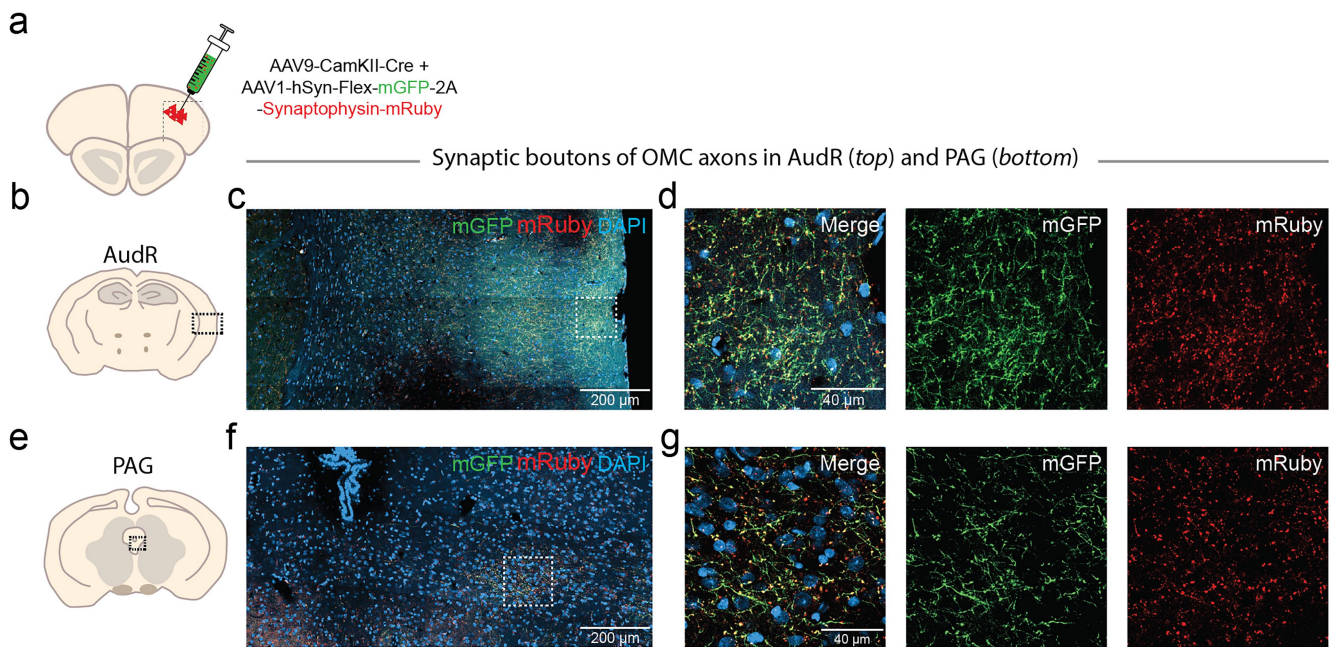 a
AAV9-CamKII-Cre +
AAV1-hSyn-Flex-mGFP-2A
-Synaptophysin-mRuby
Synaptic boutons of OMC axons in AudR (top) and PAG (bottom)
b
AudR
c
mGFP mRuby DAPI
200 µm
d
Merge
40 µm
mGFP
mRuby
e
PAG
f
mGFP mRuby DAPI
200 µm
g
Merge
40 µm
mGFP
mRuby